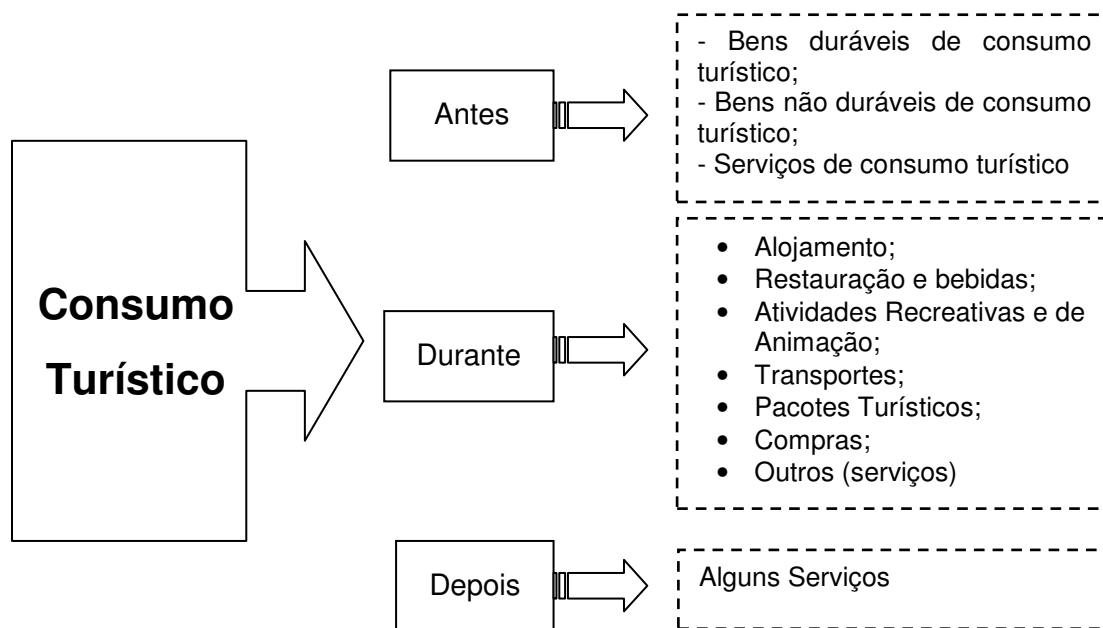 Consumo
Turístico
Antes
- Bens duráveis de consumo
turístico;
- Bens não duráveis de consumo
turístico;
- Serviços de consumo turístico
Durante
• Alojamento;
• Restauração e bebidas;
• Atividades Recreativas e de
Animação;
• Transportes;
• Pacotes Turísticos;
• Compras;
• Outros (serviços)
Depois
Alguns Serviços